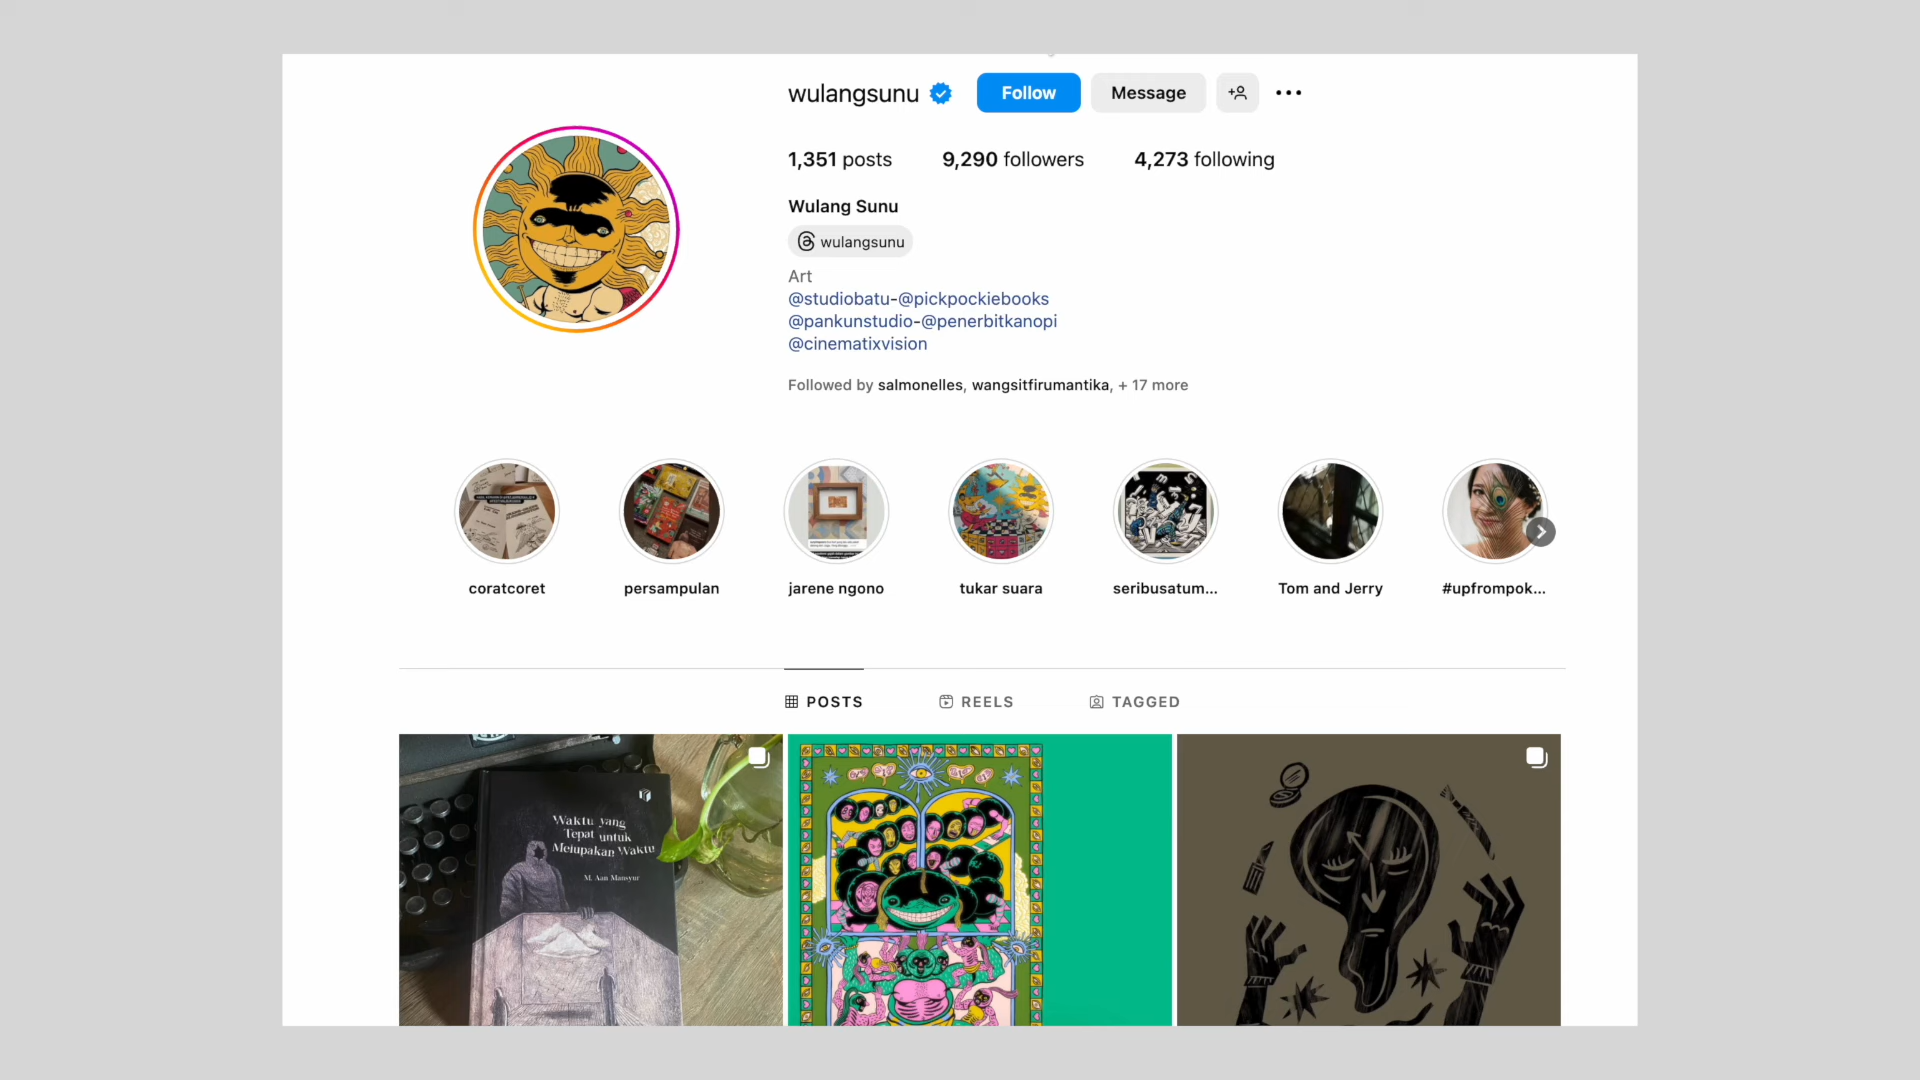 wulangsunu Follow Message
1,351 posts 9,290 followers 4,273 following
Wulang Sunu
wulangsunu
Art
@studiobatu-@pickpockiebooks
@pankunstudio-@penerbitkanopi
@cinematixvision
Followed by salmonelles, wangsitfirumantika, + 17 more
coratcoret persampulan jarene ngono tukar suara seribusatum... Tom and Jerry #upfrompok...
POSTS REELS TAGGED
Waktu yang
Tepat untuk
Melupakan Waktu
M. Aan Mansyur